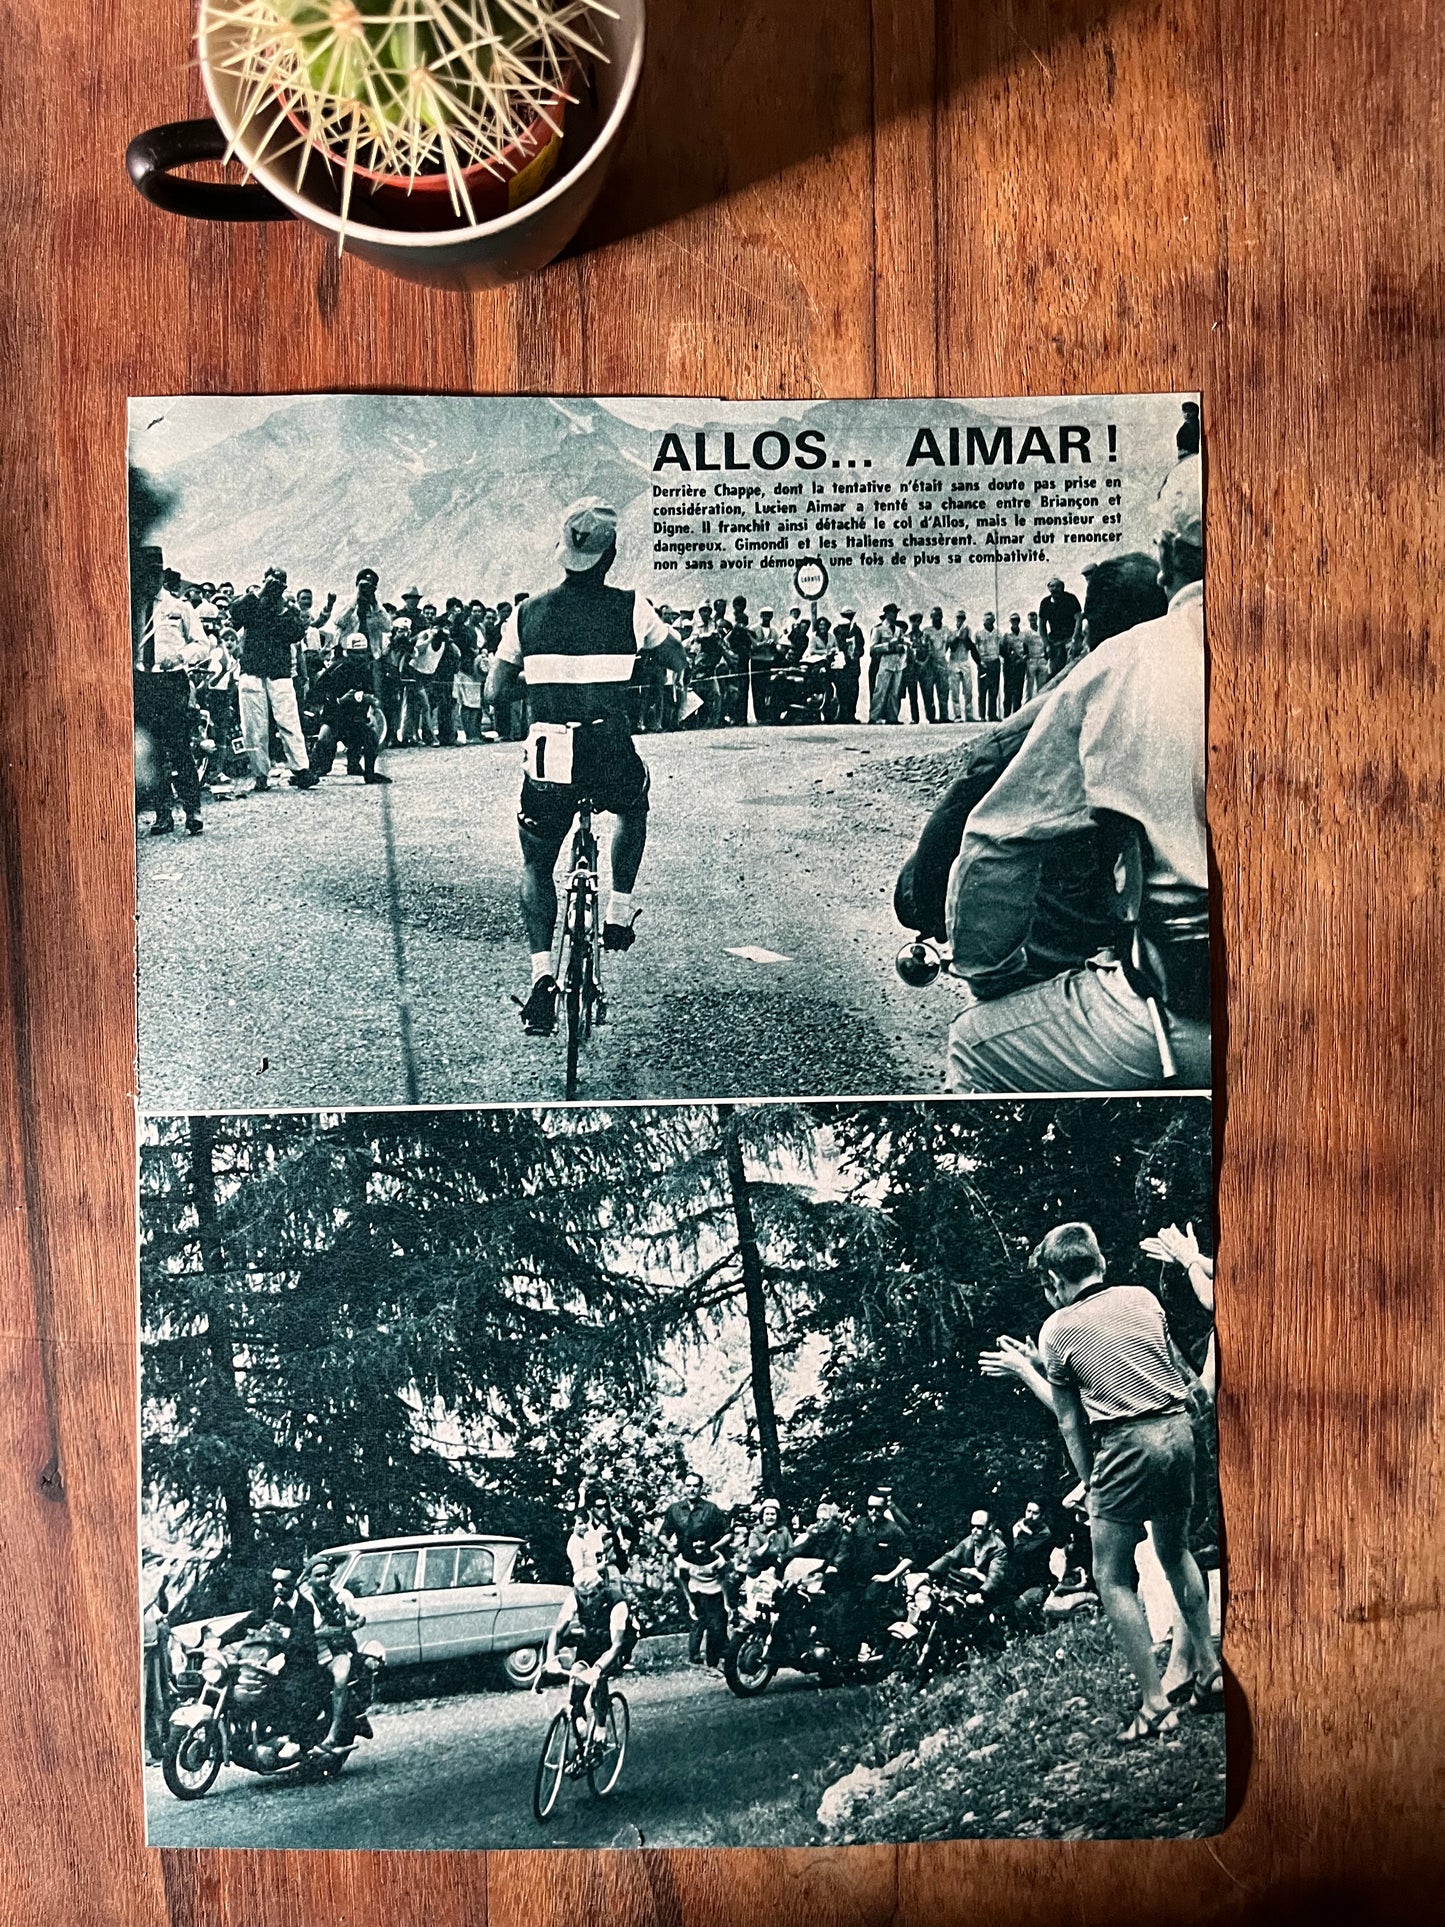 ALLOS... AIMAR !
Derrière Chappe, dont la tentative n'était sans doute pas prise en
considération, Lucien Aimar a tenté sa chance entre Briançon et
Digne. Il franchit ainsi détaché le col d'Allos, mais le monsieur est
dangereux. Gimondi et les Italiens chassèrent. Aimar dut renoncer
non sans avoir démontré une fois de plus sa combativité.
1